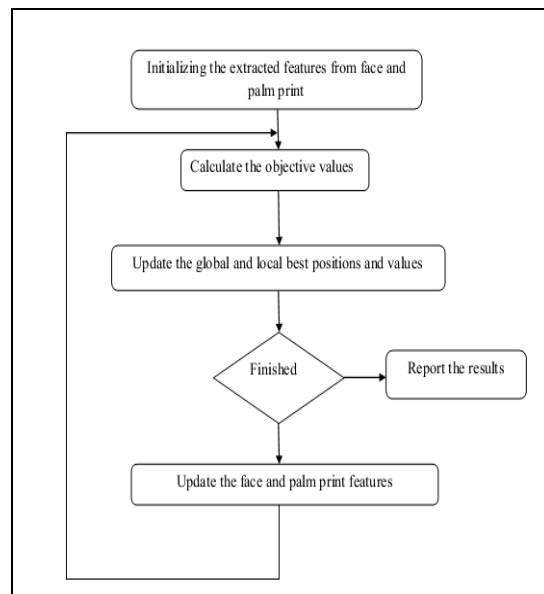 Initializing the extracted features from face and
palm print
Calculate the objective values
Update the global and local best positions and values
Finished
Report the results
Update the face and palm print features